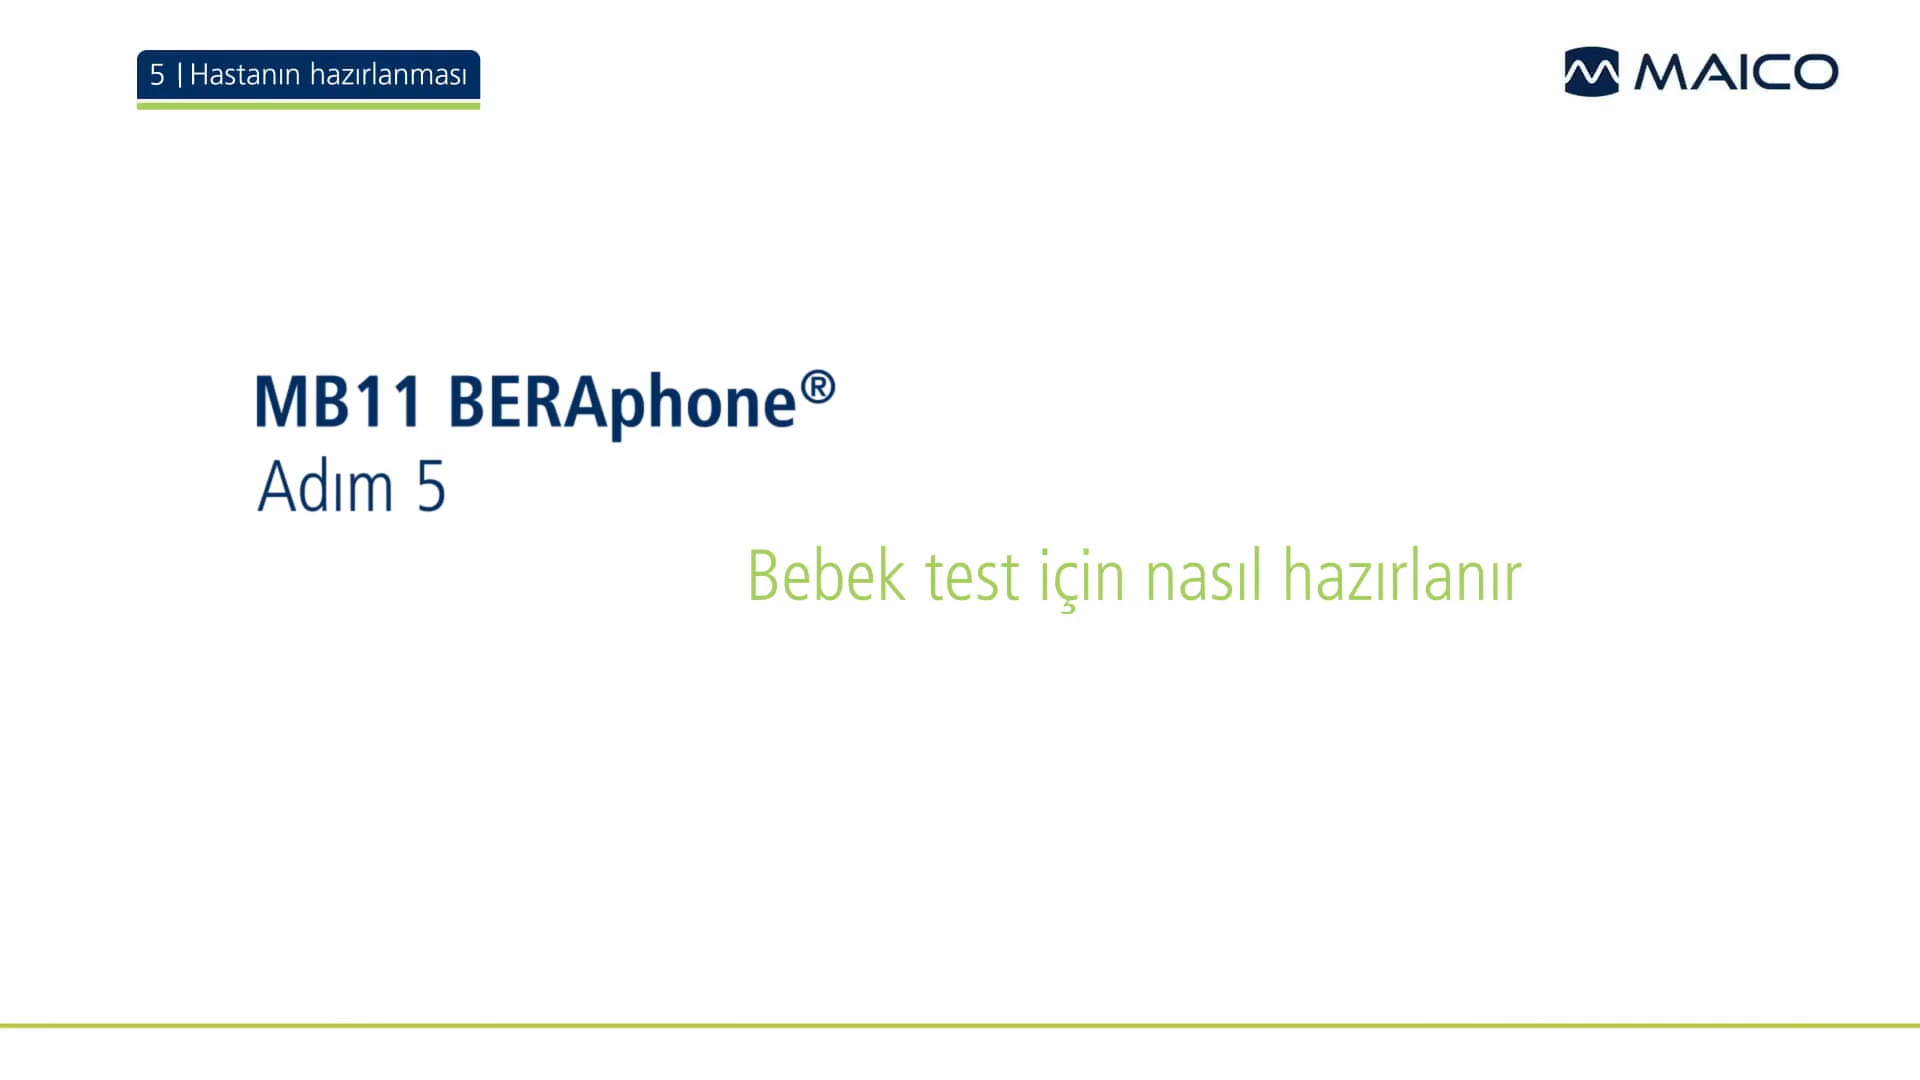 5 | Hastanın hazırlanması
MAICO
MB11 BERAphone®
Adım 5
Bebek test için nasıl hazırlanır